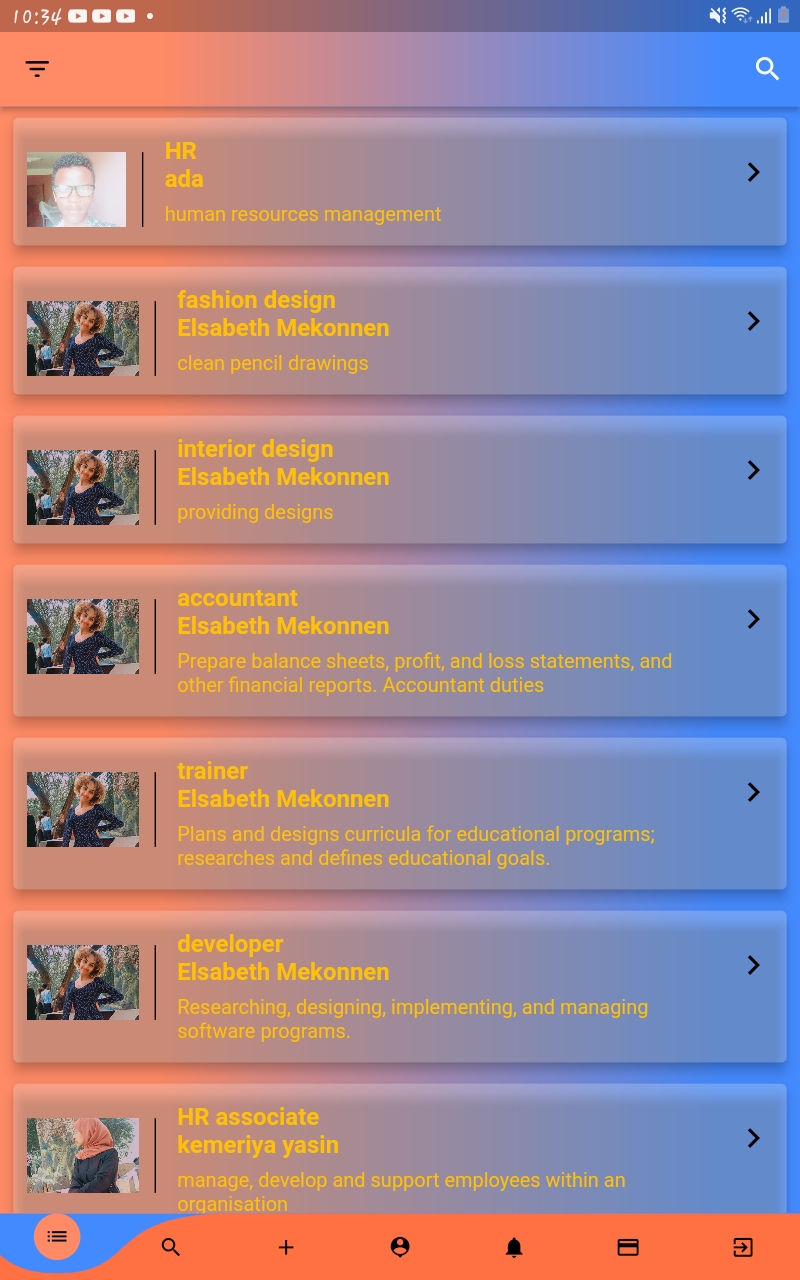 10:34
HR
ada
human resources management
fashion design
Elsabeth Mekonnen
clean pencil drawings
interior design
Elsabeth Mekonnen
providing designs
accountant
Elsabeth Mekonnen
Prepare balance sheets, profit, and loss statements, and
other financial reports. Accountant duties
trainer
Elsabeth Mekonnen
Plans and designs curricula for educational programs;
researches and defines educational goals.
developer
Elsabeth Mekonnen
Researching, designing, implementing, and managing
software programs.
HR associate
kemeriya yasin
manage, develop and support employees within an
organisation